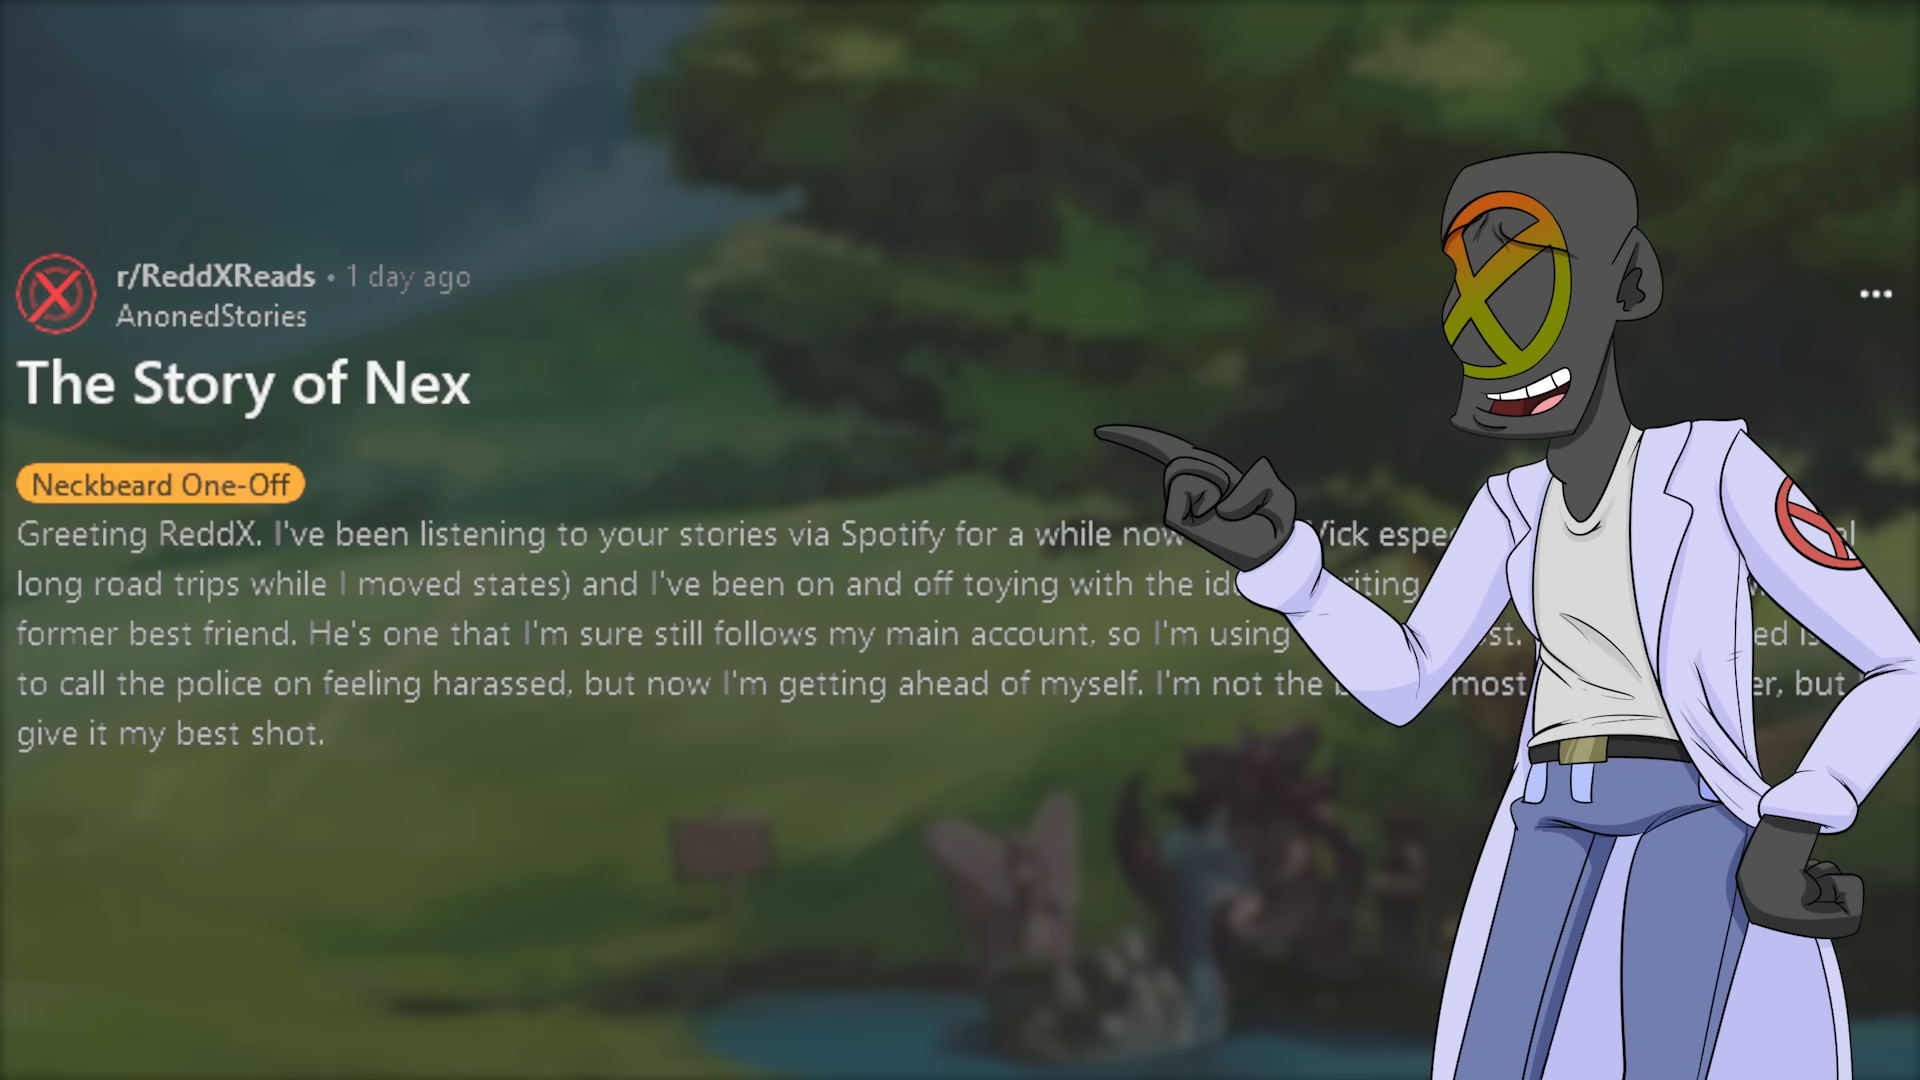 r/ReddXReads • 1 day ago
AnonedStories
The Story of Nex
Neckbeard One-Off
Greeting ReddX. I've been listening to your stories via Spotify for a while now
long road trips while I moved states) and I've been on and off toying with the
former best friend. He's one that I'm sure still follows my main account, so I'm using
to call the police on feeling harassed, but now I'm getting ahead of myself. I'm not the most but
give it my best shot.